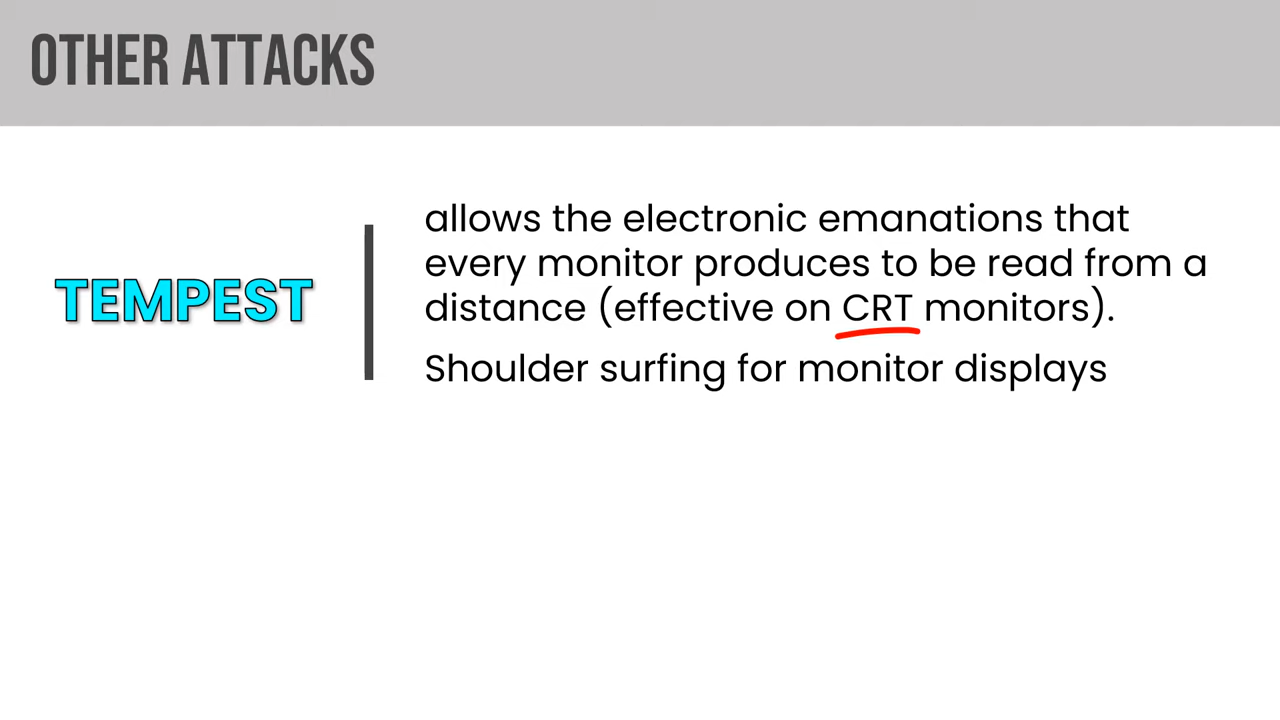 OTHER ATTACKS
TEMPEST
allows the electronic emanations that
every monitor produces to be read from a
distance (effective on CRT monitors).
Shoulder surfing for monitor displays